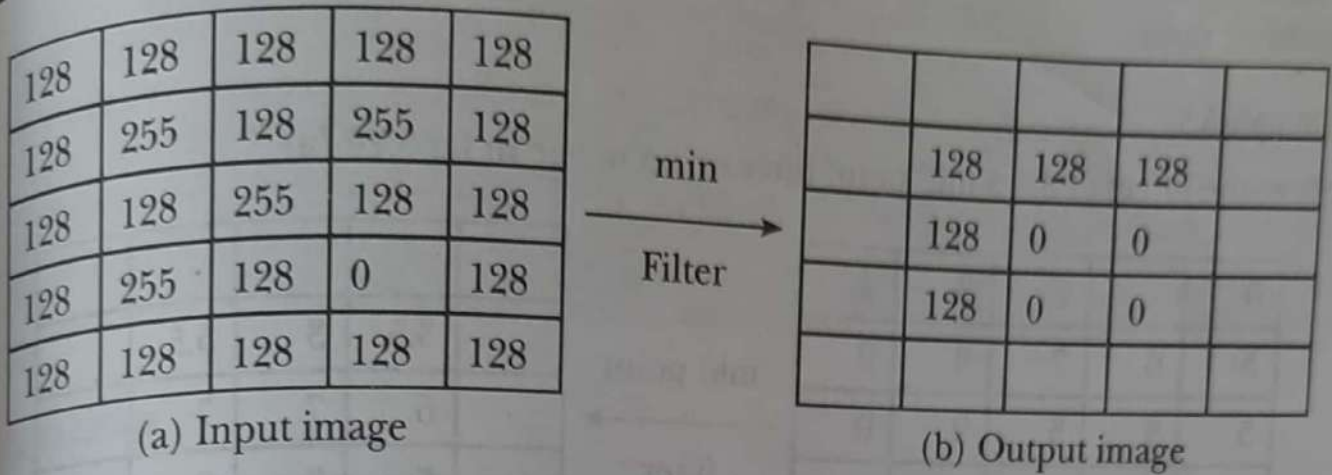 128 128 128 128 128
128 255 128 255 128
128 128 255 128 128
128 255 128 0 128
128 128 128 128 128
(a) Input image
min
Filter
128 128 128
128 0 0
128 0 0
(b) Output image